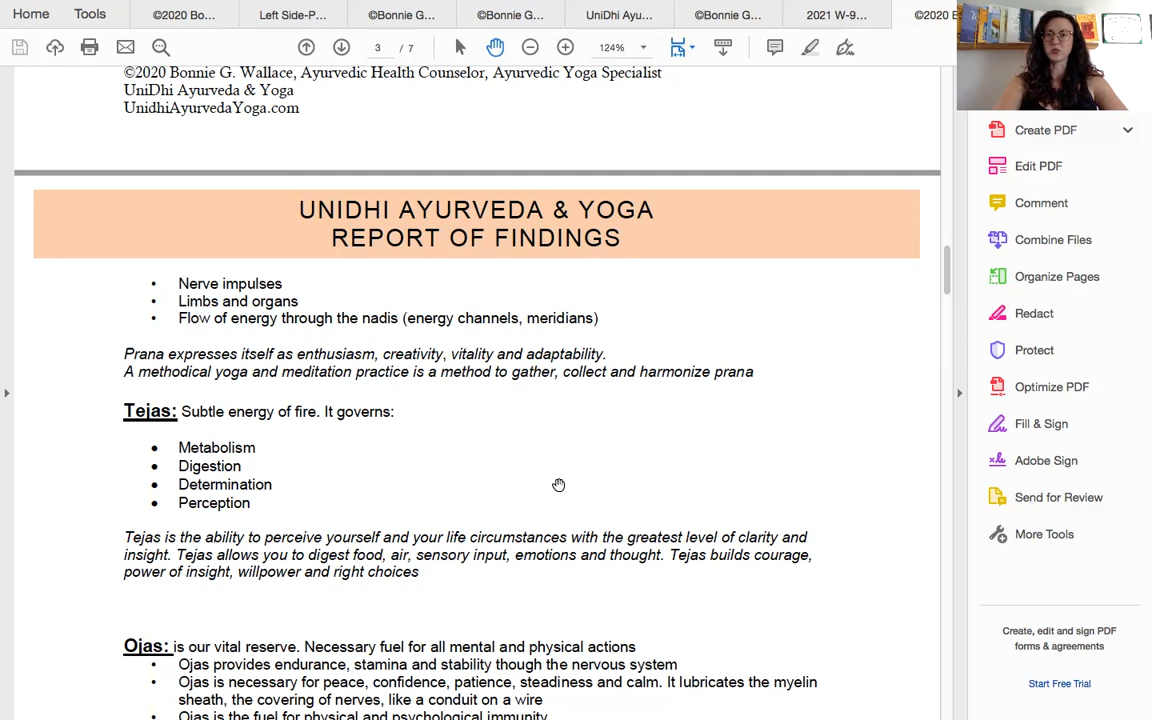 Home
Tools
©2020 Bo...
Left Side-P...
©Bonnie G...
©Bonnie G...
UniDhi Ayu...
©Bonnie G...
2021 W-9...
©2020 B
3 / 7
124%
©2020 Bonnie G. Wallace, Ayurvedic Health Counselor, Ayurvedic Yoga Specialist
UniDhi Ayurveda & Yoga
UnidhiAyurvedaYoga.com
UNIDHI AYURVEDA & YOGA
REPORT OF FINDINGS
• Nerve impulses
• Limbs and organs
• Flow of energy through the nadis (energy channels, meridians)
Prana expresses itself as enthusiasm, creativity, vitality and adaptability.
A methodical yoga and meditation practice is a method to gather, collect and harmonize prana
Tejas: Subtle energy of fire. It governs:
• Metabolism
• Digestion
• Determination
• Perception
Tejas is the ability to perceive yourself and your life circumstances with the greatest level of clarity and
insight. Tejas allows you to digest food, air, sensory input, emotions and thought. Tejas builds courage,
power of insight, willpower and right choices
Ojas: is our vital reserve. Necessary fuel for all mental and physical actions
• Ojas provides endurance, stamina and stability though the nervous system
• Ojas is necessary for peace, confidence, patience, steadiness and calm. It lubricates the myelin
sheath, the covering of nerves, like a conduit on a wire
• Ojas is the fuel for physical and psychological immunity
Create PDF
Edit PDF
Comment
Combine Files
Organize Pages
Redact
Protect
Optimize PDF
Fill & Sign
Adobe Sign
Send for Review
More Tools
Create, edit and sign PDF
forms & agreements
Start Free Trial